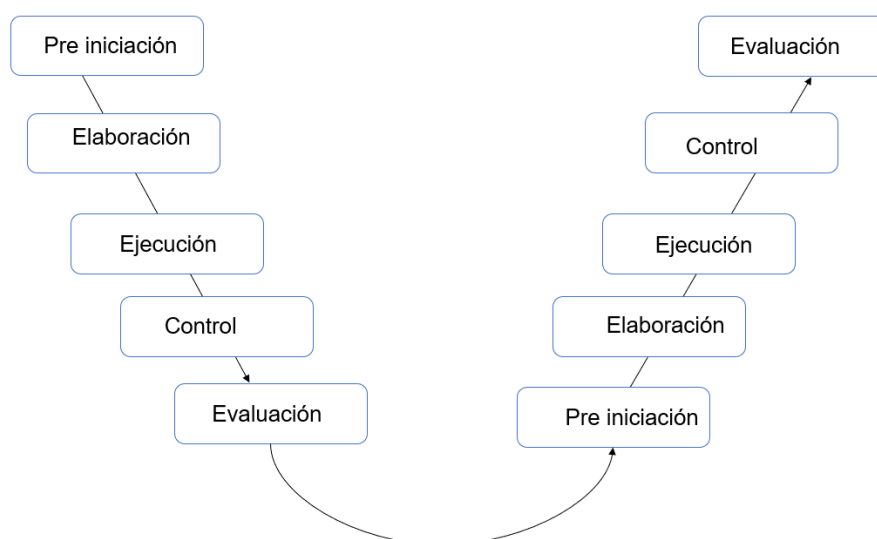 Pre iniciación
Elaboración
Ejecución
Control
Evaluación
Pre iniciación
Elaboración
Ejecución
Control
Evaluación